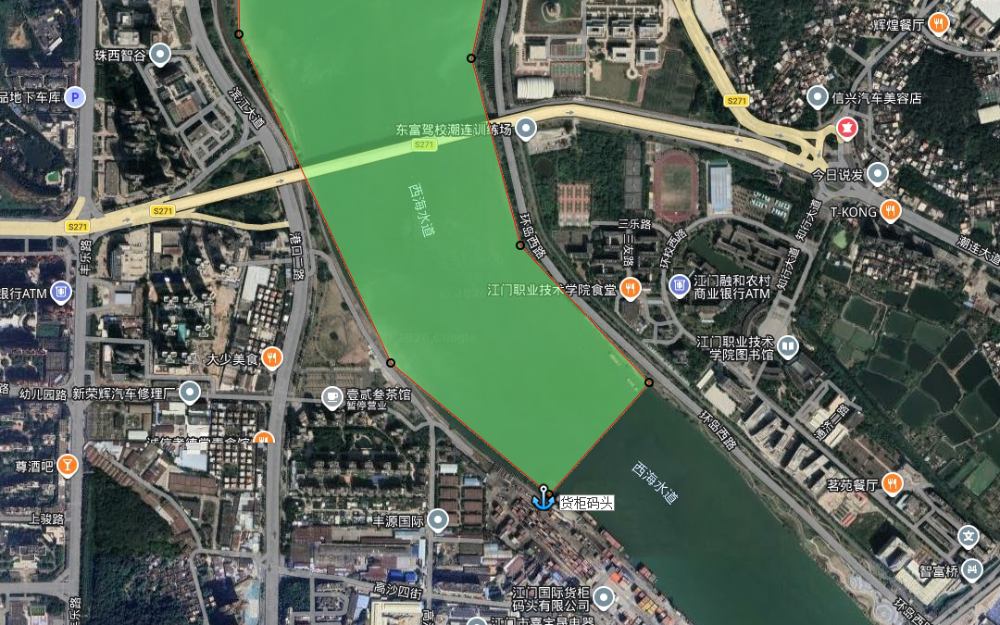 辉煌餐厅
珠西智谷
品地下车库
P
滨江大道
S271
信兴汽车美容店
东富驾校潮连训练场
S271
今日说发
西海水道
S271
T-KONG
知行大道
S271
三乐路
环岛西路
潮连大道
丰乐路
港口二路
三友路
环校西路
知行大道
银行ATM
江门职业技术学院食堂
江门融和农村
商业银行ATM
江门职业技术
学院图书馆
大少美食
幼儿园路
新荣辉汽车修理厂
壹贰叁茶馆
暂停营业
环岛西路
通济二路
尊酒吧
西海水道
茗苑餐厅
货柜码头
上骏路
丰源国际
智富桥
高沙四街
江门国际货柜
码头有限公司
环岛西路